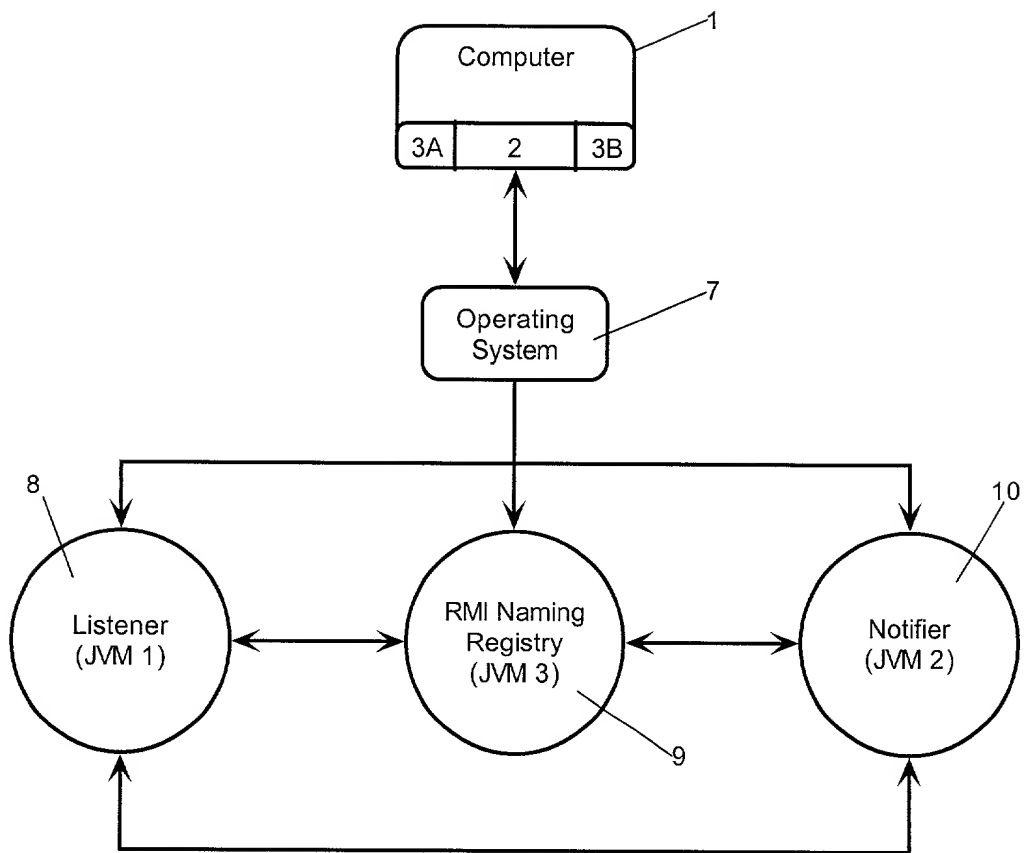 1
Computer
3A 2 3B
7
Operating
System
8
10
Listener
(JVM 1)
RMI Naming
Registry
(JVM 3)
Notifier
(JVM 2)
9